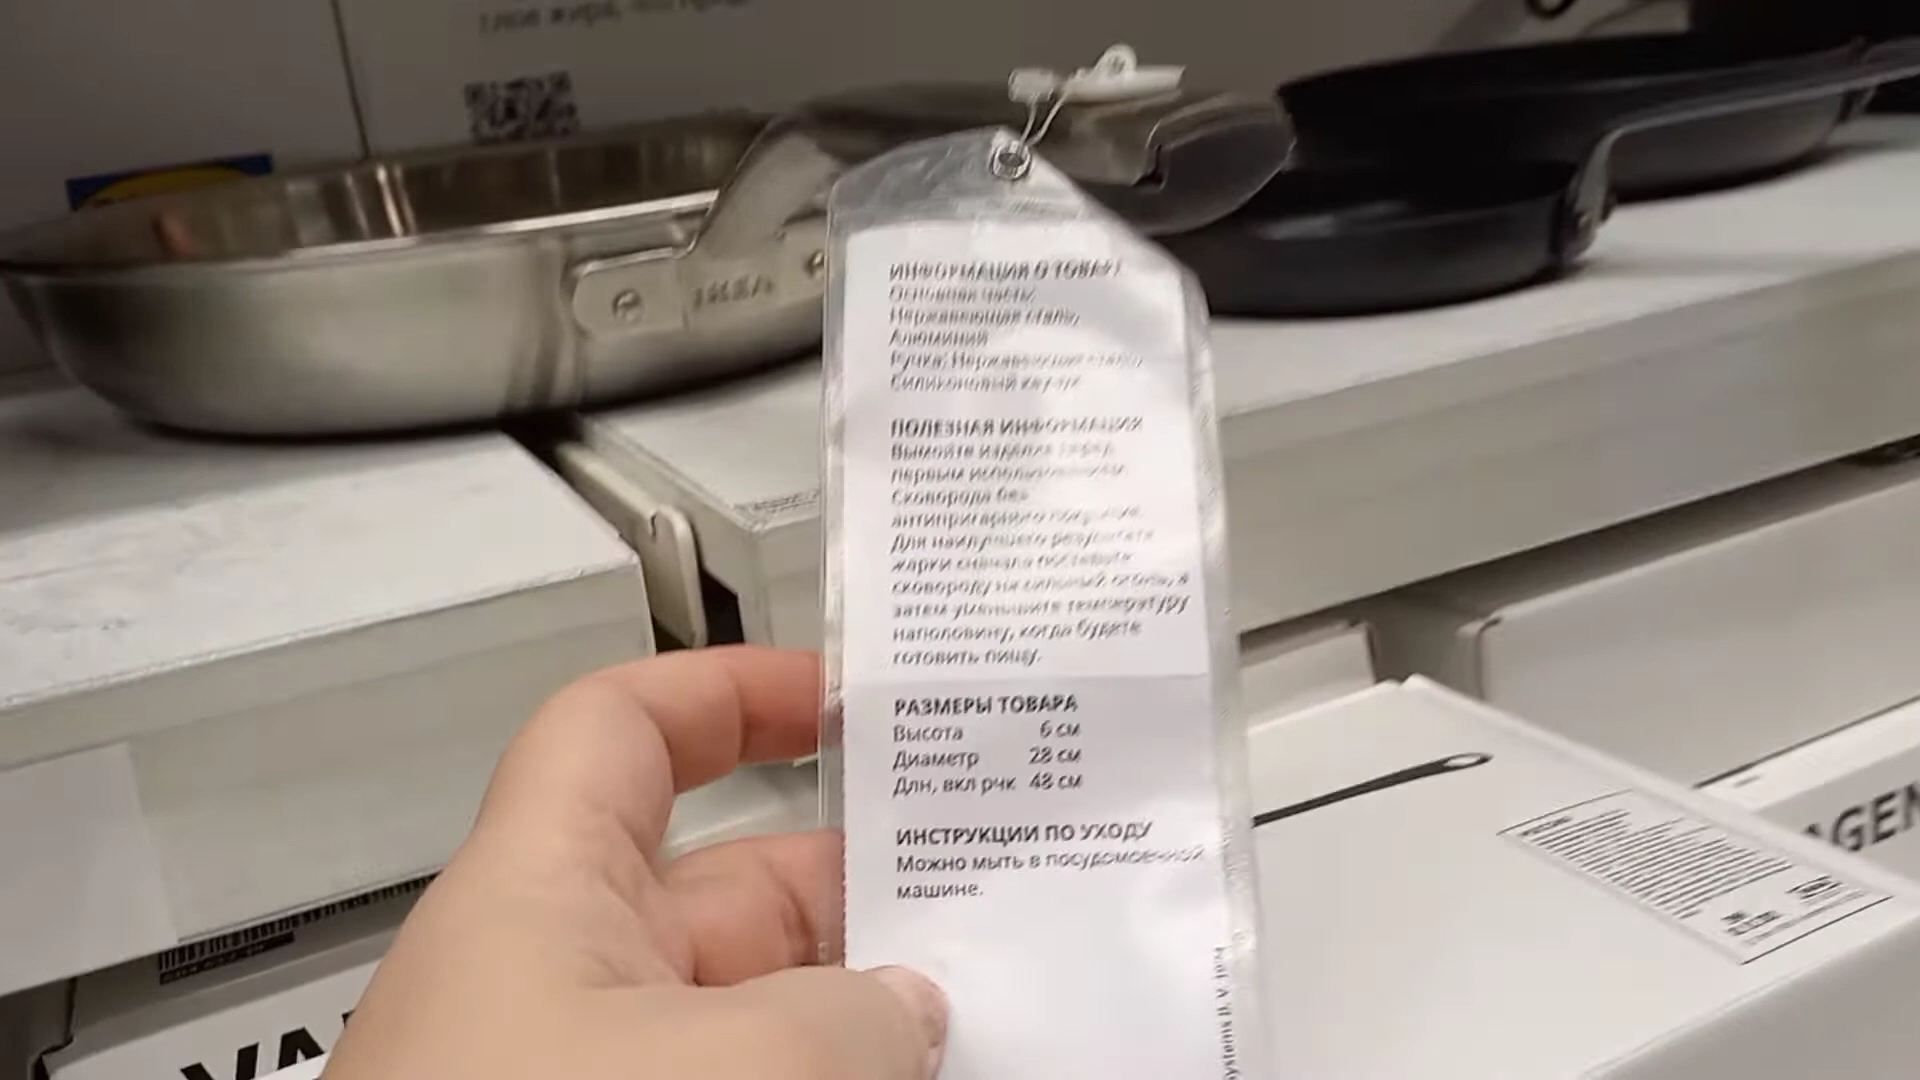 ИНФОРМАЦИЯ О ТОВАРЕ
Основная часть:
Нержавеющая сталь,
Алюминий
Ручка: Нержавеющая сталь,
Силиконовый каучук
ПОЛЕЗНАЯ ИНФОРМАЦИЯ
Вымойте изделие перед
первым использованием.
Сковорода без
антипригарного покрытия.
Для наилучшего результата
жарки сначала поставьте
сковороду на сильный огонь, а
затем уменьшите температуру
наполовину, когда будете
готовить пищу.
РАЗМЕРЫ ТОВАРА
Высота 6 см
Диаметр 28 см
Длн, вкл рчк 48 см
ИНСТРУКЦИИ ПО УХОДУ
Можно мыть в посудомоечной
машине.
IKEA
VA
AGEN